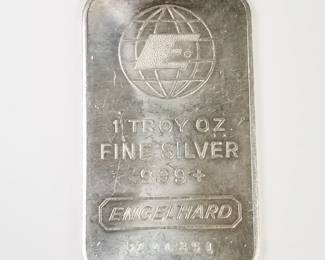 E
1 TROY OZ.
FINE SILVER
999+
ENGELHARD